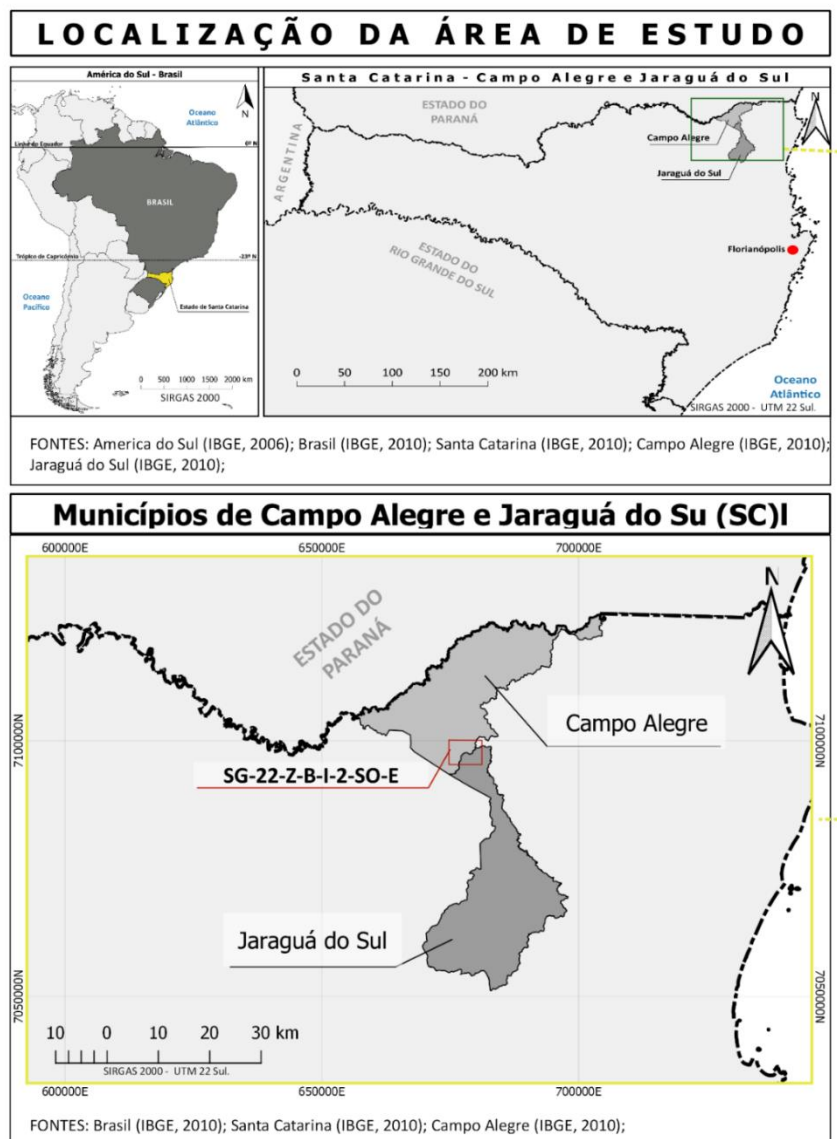 LOCALIZAÇÃO DA ÁREA DE ESTUDO
América do Sul - Brasil
Oceano
Atlântico
N
Linha do Equador
0º N
BRASIL
Trópico de Capricórnio
-23º N
Oceano
Pacífico
Estado de Santa Catarina
0 500 1000 1500 2000 km
SIRGAS 2000
Santa Catarina - Campo Alegre e Jaraguá do Sul
ESTADO DO
PARANÁ
N
ARGENTINA
Campo Alegre
Jaraguá do Sul
Florianópolis
ESTADO DO
RIO GRANDE DO SUL
0 50 100 150 200 km
Oceano
Atlântico
SIRGAS 2000 - UTM 22 Sul.
FONTES: America do Sul (IBGE, 2006); Brasil (IBGE, 2010); Santa Catarina (IBGE, 2010); Campo Alegre (IBGE, 2010);
Jaraguá do Sul (IBGE, 2010);
Municípios de Campo Alegre e Jaraguá do Su (SC)l
600000E 650000E 700000E
N
ESTADO DO
PARANÁ
Campo Alegre
7100000N 7100000N
SG-22-Z-B-I-2-SO-E
Jaraguá do Sul
7050000N 7050000N
10 0 10 20 30 km
SIRGAS 2000 - UTM 22 Sul.
600000E 650000E 700000E
FONTES: Brasil (IBGE, 2010); Santa Catarina (IBGE, 2010); Campo Alegre (IBGE, 2010);